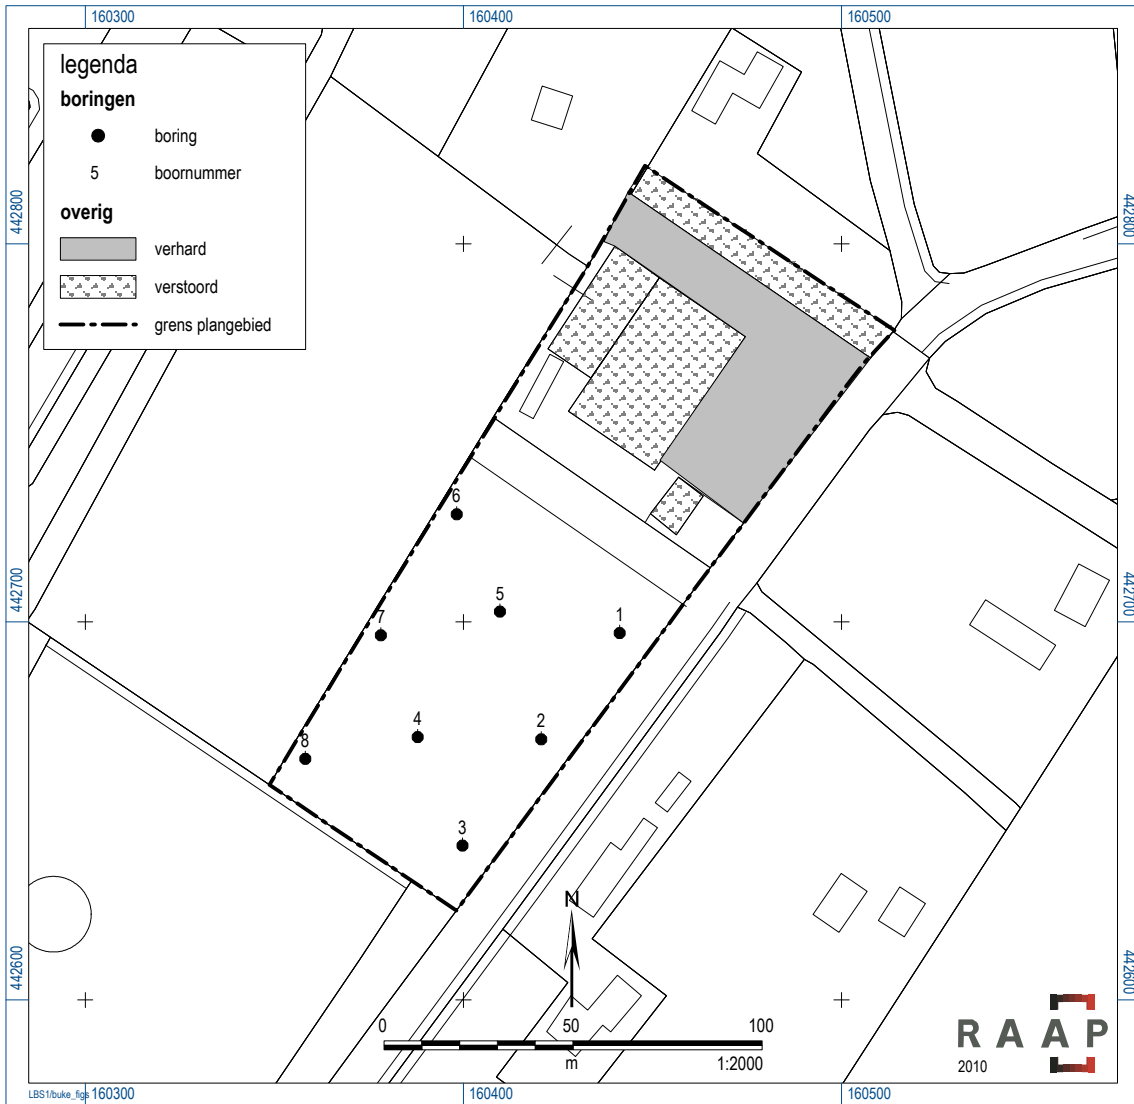 160300 160400 160500
legenda
boringen
boring
5 boornummer
overig
verhard
verstoord
grens plangebied
442800 442800
6
5
1
7
442700 442700
4
2
8
3
N
442600 442600
0 50 100
m 1:2000
RAAP
2010
LBS1/buke_figs 160300 160400 160500